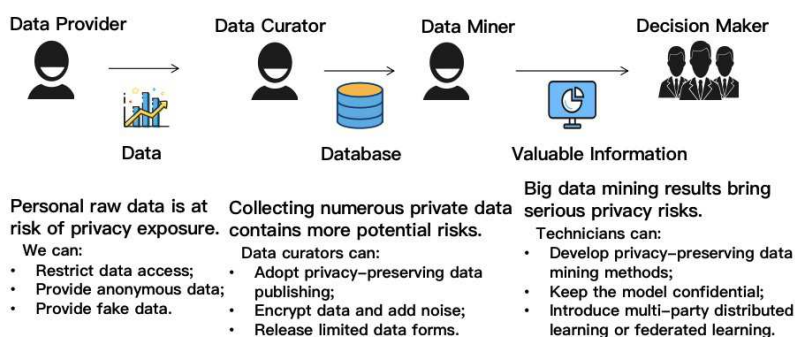 Data Provider
Data Curator
Data Miner
Decision Maker
Data
Database
Valuable Information
Personal raw data is at
risk of privacy exposure.
We can:
• Restrict data access;
• Provide anonymous data;
• Provide fake data.
Collecting numerous private data
contains more potential risks.
Data curators can:
• Adopt privacy-preserving data
publishing;
• Encrypt data and add noise;
• Release limited data forms.
Big data mining results bring
serious privacy risks.
Technicians can:
• Develop privacy-preserving data
mining methods;
• Keep the model confidential;
• Introduce multi-party distributed
learning or federated learning.